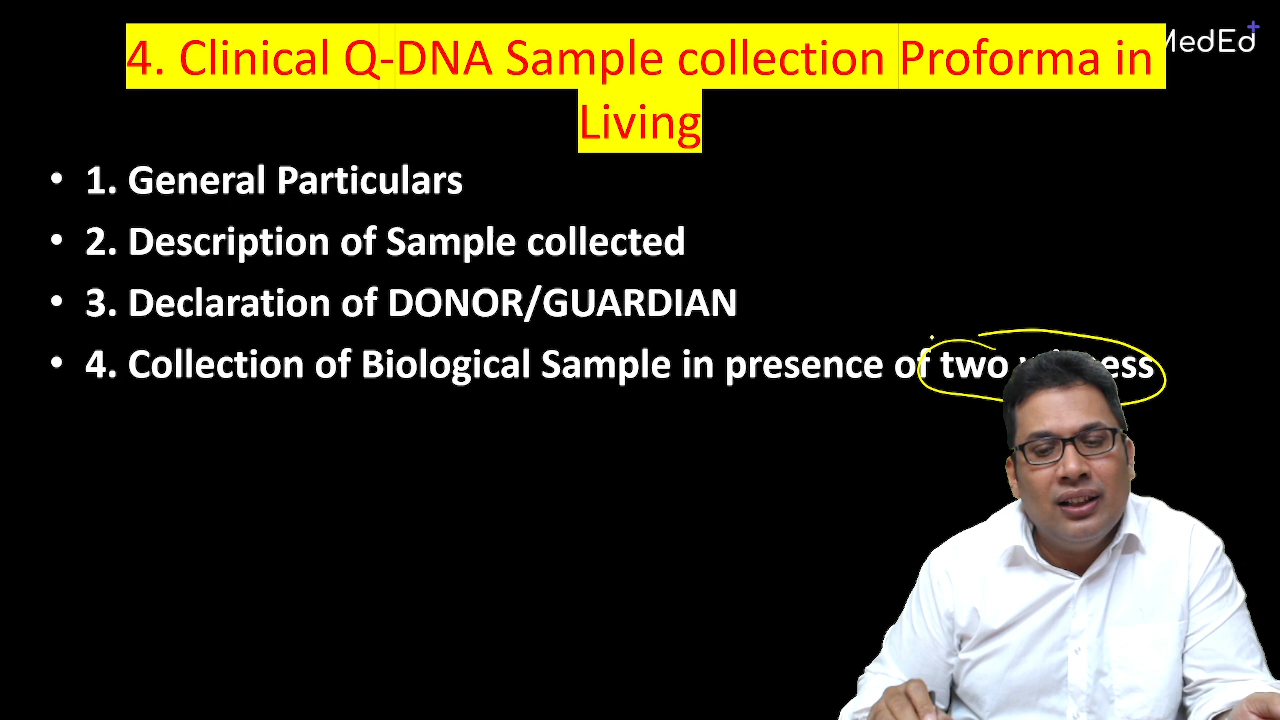 4. Clinical Q-DNA Sample collection Proforma in
Living
MedEd
• 1. General Particulars
• 2. Description of Sample collected
• 3. Declaration of DONOR/GUARDIAN
• 4. Collection of Biological Sample in presence of two witness